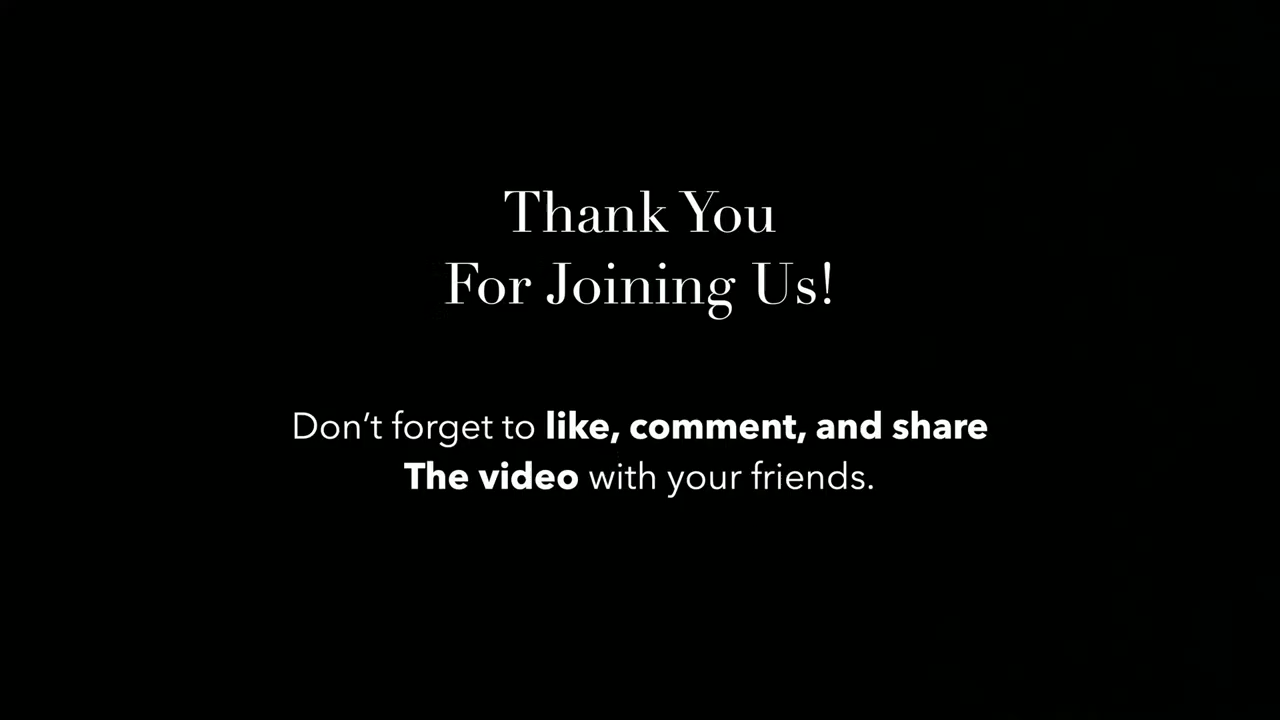 Thank You
For Joining Us!
Don’t forget to like, comment, and share
The video with your friends.